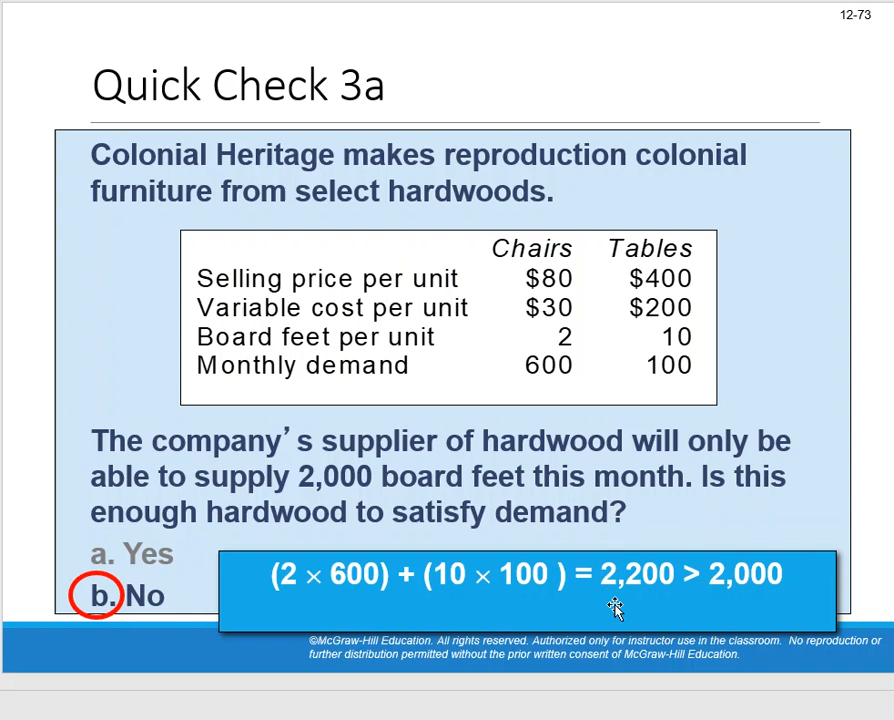 12-73
Quick Check 3a
Colonial Heritage makes reproduction colonial
furniture from select hardwoods.
Chairs Tables
Selling price per unit $80 $400
Variable cost per unit $30 $200
Board feet per unit 2 10
Monthly demand 600 100
The company’s supplier of hardwood will only be
able to supply 2,000 board feet this month. Is this
enough hardwood to satisfy demand?
a. Yes
(2 × 600) + (10 × 100 ) = 2,200 > 2,000
b. No
©McGraw-Hill Education. All rights reserved. Authorized only for instructor use in the classroom. No reproduction or
further distribution permitted without the prior written consent of McGraw-Hill Education.